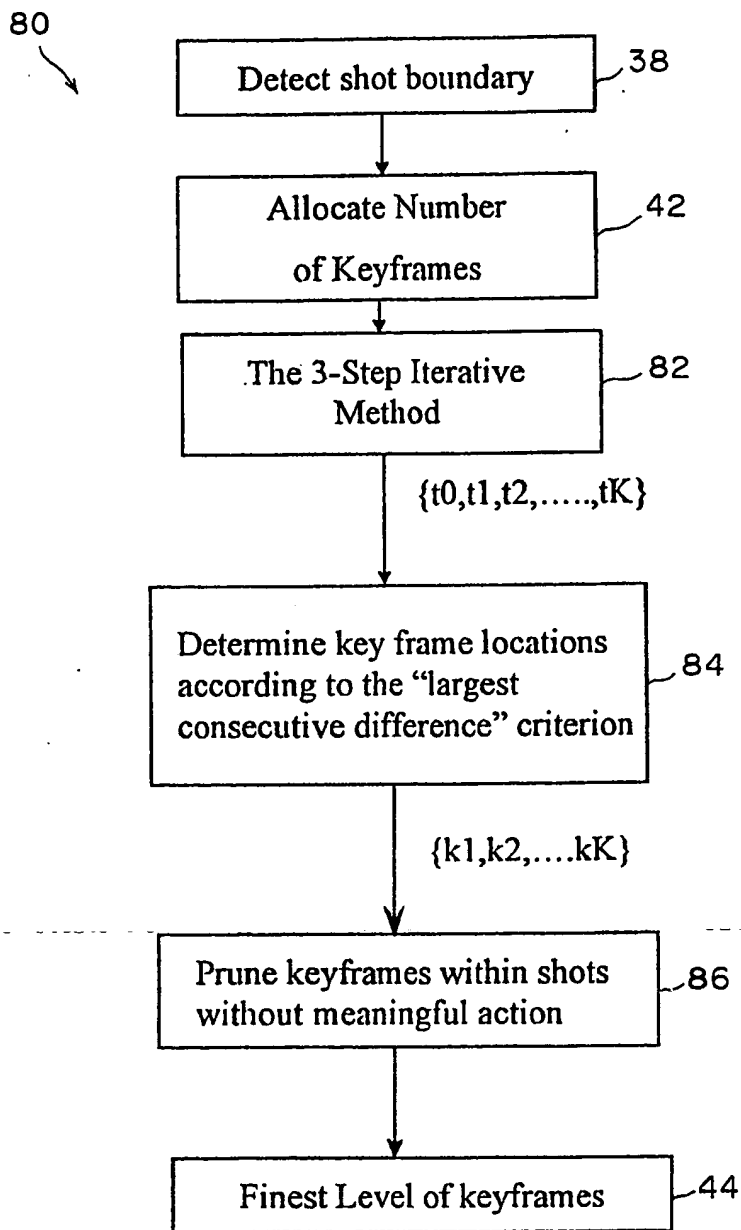 80
Detect shot boundary
38
Allocate Number
of Keyframes
42
.The 3-Step Iterative
Method
82
{t0,t1,t2,.....,tK}
Determine key frame locations
according to the “largest
consecutive difference” criterion
84
{k1,k2,....kK}
Prune keyframes within shots
without meaningful action
86
Finest Level of keyframes
44